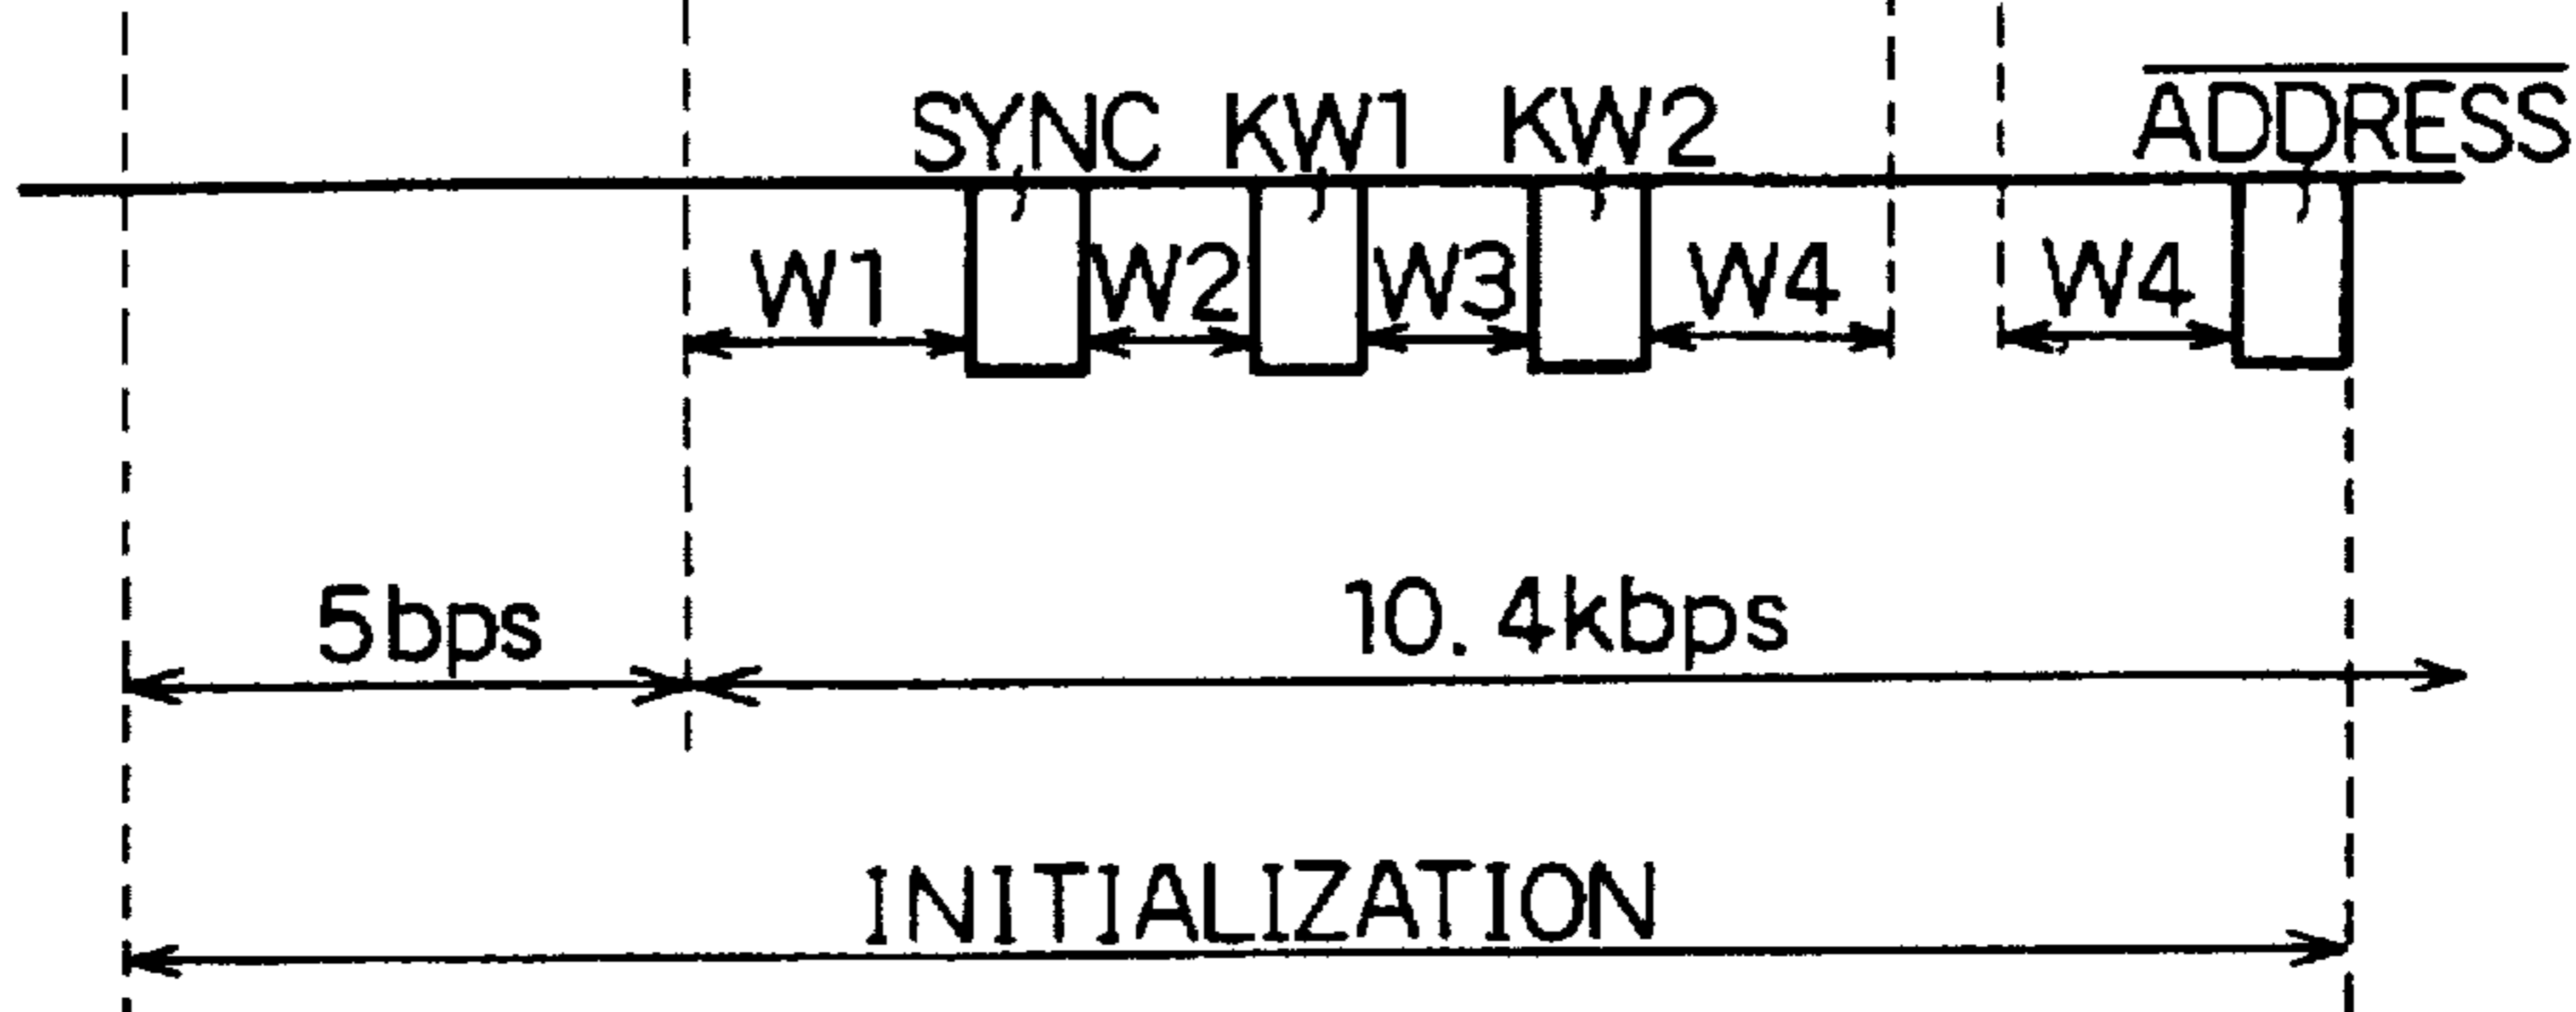 SYNC KW1 KW2 ADDRESS
W1 W2 W3 W4 W4
5bps 10.4kbps
INITIALIZATION